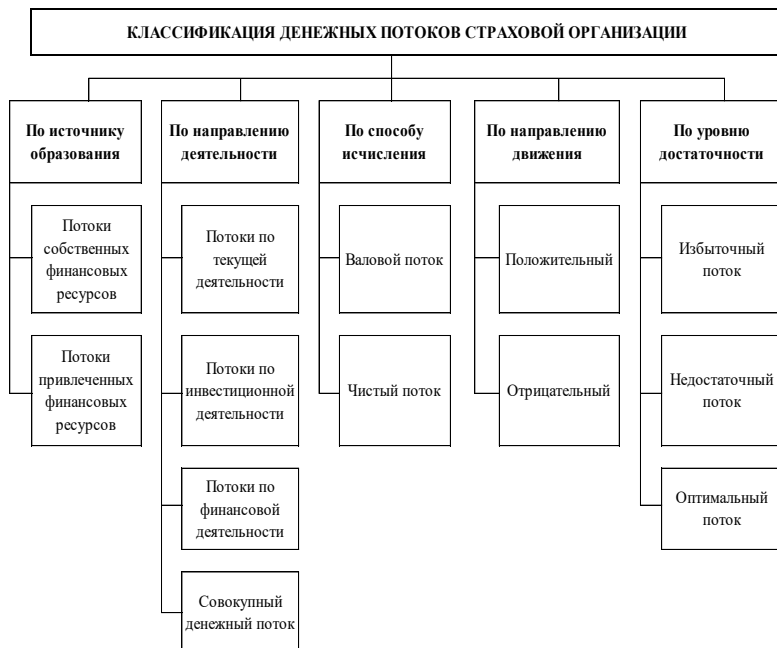 КЛАССИФИКАЦИЯ ДЕНЕЖНЫХ ПОТОКОВ СТРАХОВОЙ ОРГАНИЗАЦИИ
По источнику
образования
Потоки
собственных
финансовых
ресурсов
Потоки
привлеченных
финансовых
ресурсов
По направлению
деятельности
Потоки по
текущей
деятельности
Потоки по
инвестиционной
деятельности
Потоки по
финансовой
деятельности
Совокупный
денежный поток
По способу
исчисления
Валовой поток
Чистый поток
По направлению
движения
Положительный
Отрицательный
По уровню
достаточности
Избыточный
поток
Недостаточный
поток
Оптимальный
поток